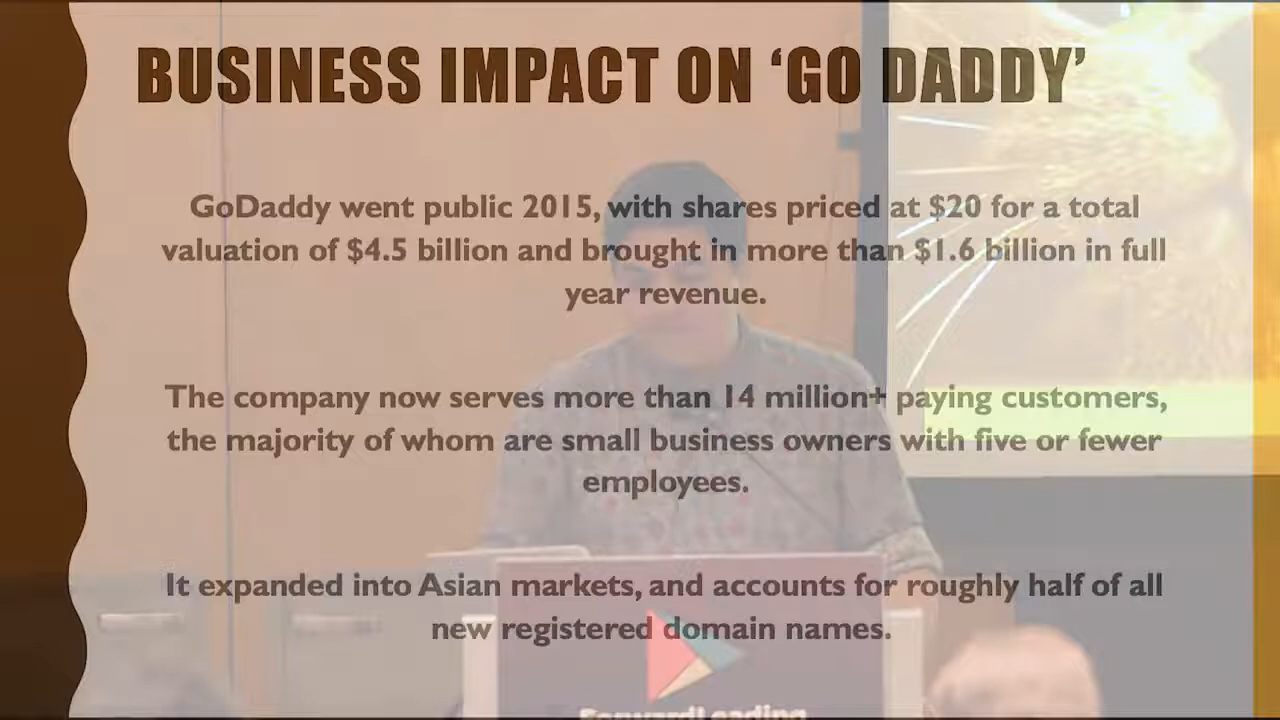 BUSINESS IMPACT ON ‘GO DADDY’
GoDaddy went public 2015, with shares priced at $20 for a total
valuation of $4.5 billion and brought in more than $1.6 billion in full
year revenue.
The company now serves more than 14 million+ paying customers,
the majority of whom are small business owners with five or fewer
employees.
It expanded into Asian markets, and accounts for roughly half of all
new registered domain names.
ForwardLeading